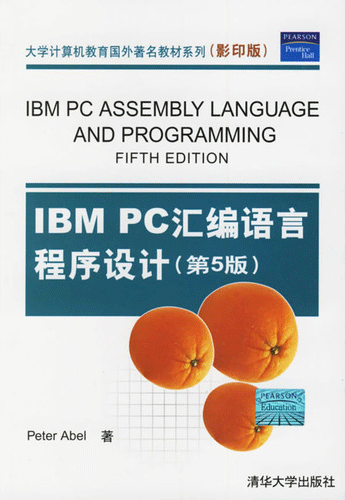 大学计算机教育国外著名教材系列(影印版)
PEARSON
Prentice
Hall
IBM PC ASSEMBLY LANGUAGE
AND PROGRAMMING
FIFTH EDITION
IBM PC汇编语言
程序设计(第5版)
PEARSON
Education
Peter Abel 著
清华大学出版社